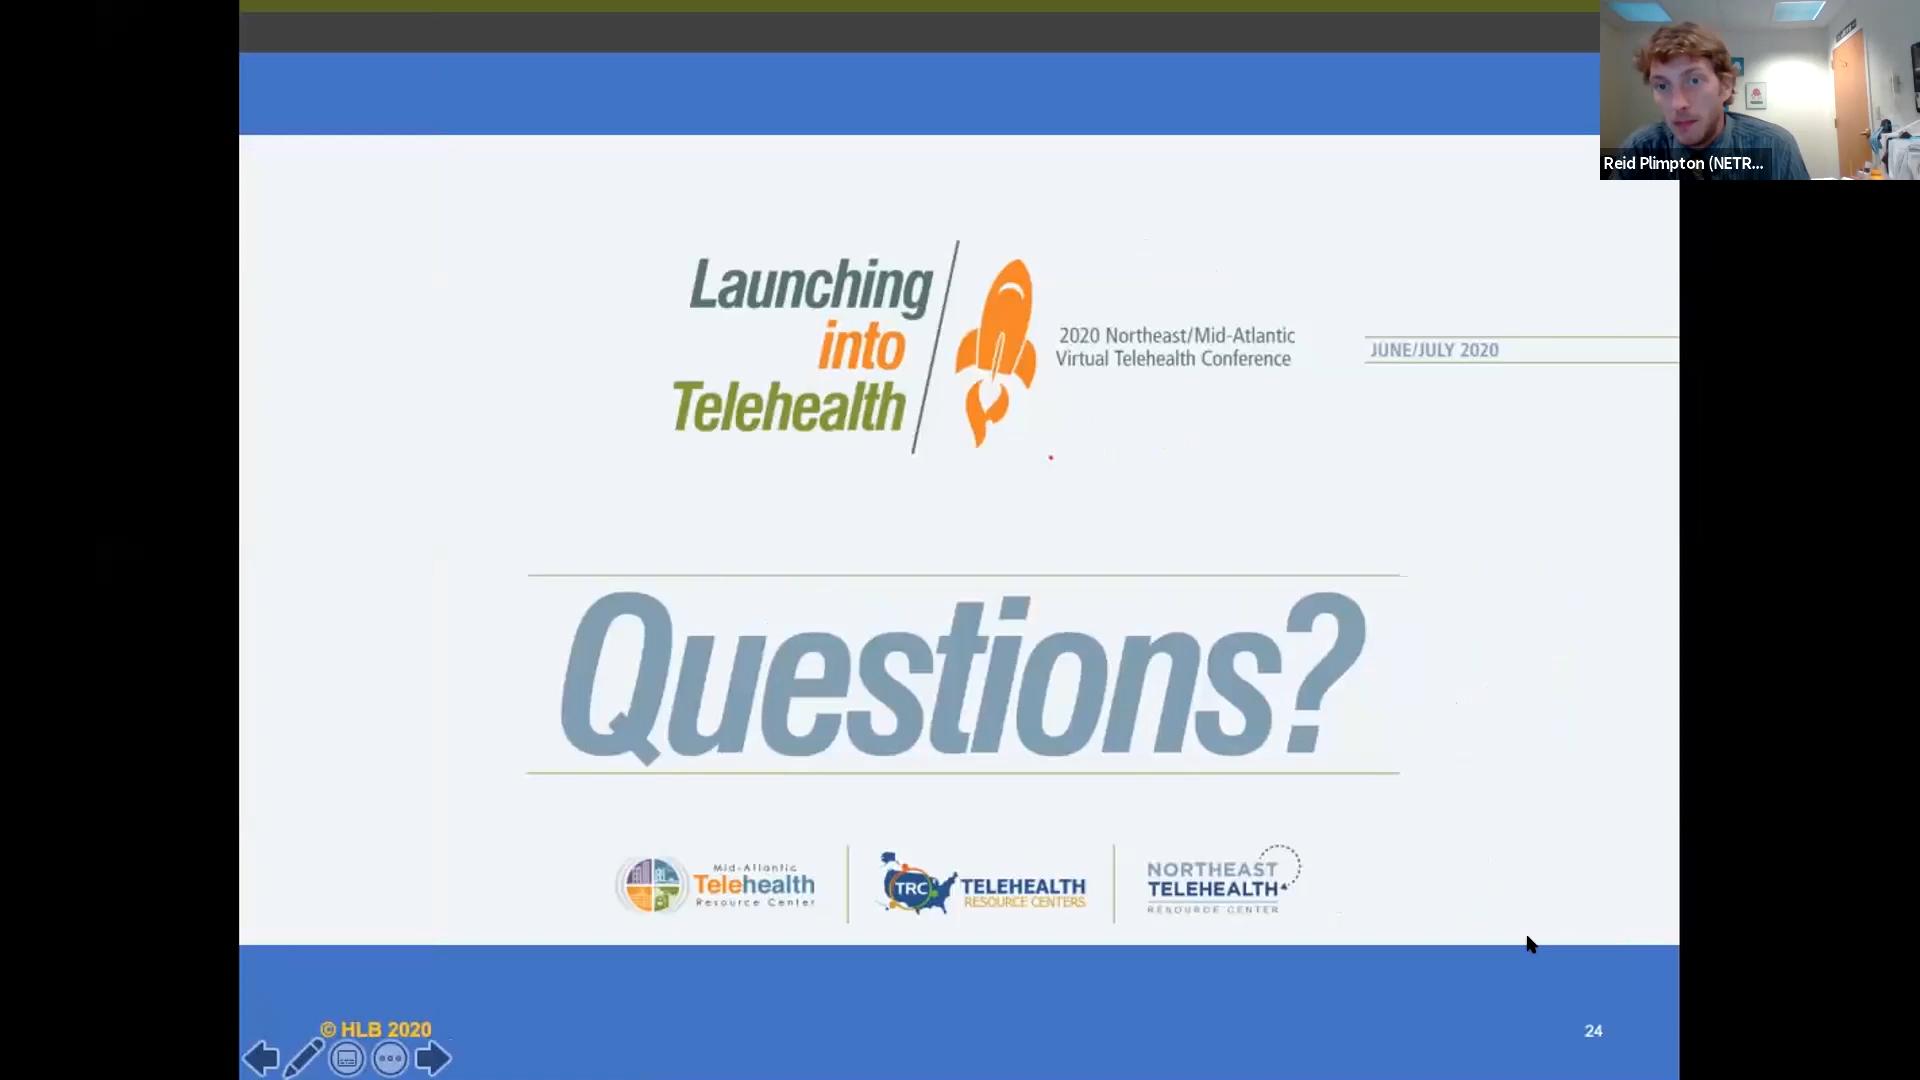 Reid Plimpton (NETR...
Launching
into
Telehealth
2020 Northeast/Mid-Atlantic
Virtual Telehealth Conference
JUNE/JULY 2020
Questions?
Mid-Atlantic
Telehealth
Resource Center
TRC
TELEHEALTH
RESOURCE CENTERS
NORTHEAST
TELEHEALTH
RESOURCE CENTER
© HLB 2020
24